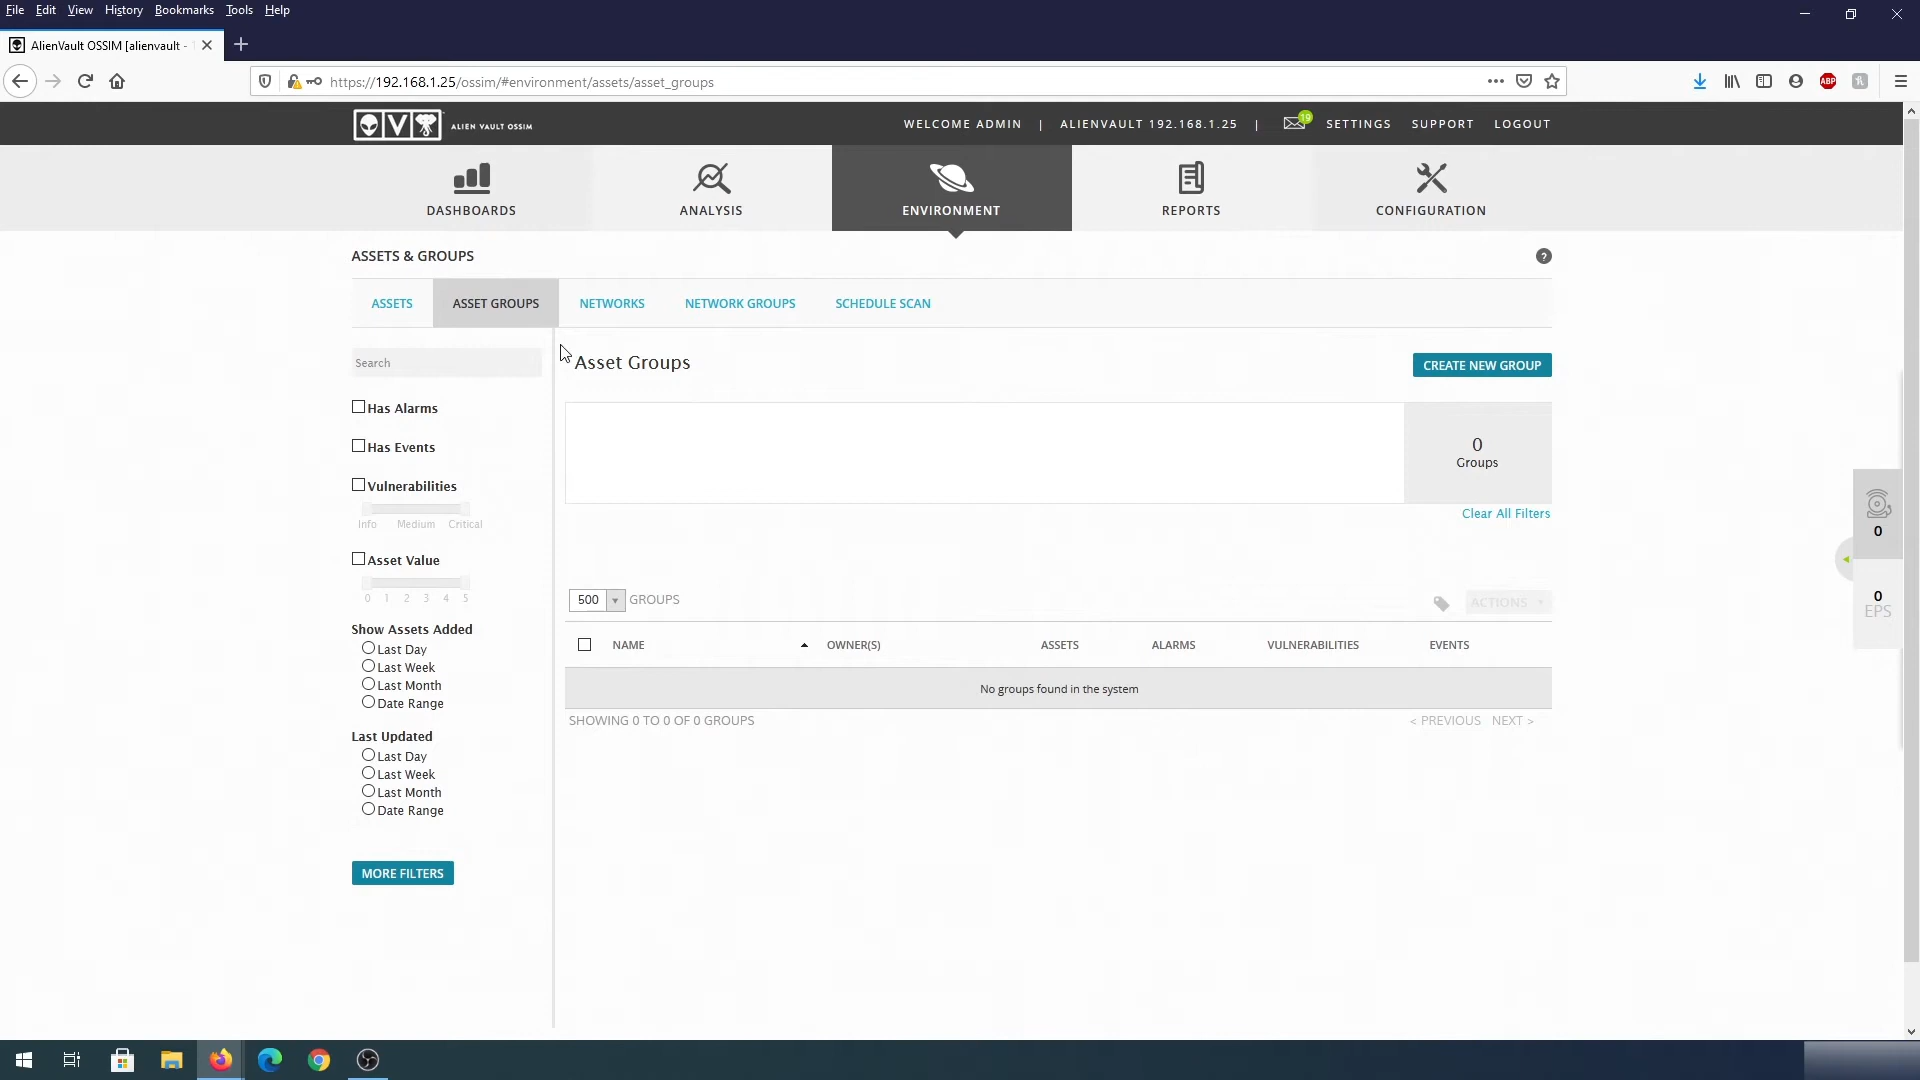 File Edit View History Bookmarks Tools Help
AlienVault OSSIM [alienvault -
https://192.168.1.25/ossim/#environment/assets/asset_groups
ABP
OV ALIEN VAULT OSSIM
WELCOME ADMIN | ALIENVAULT 192.168.1.25 | 19 SETTINGS SUPPORT LOGOUT
DASHBOARDS ANALYSIS ENVIRONMENT REPORTS CONFIGURATION
ASSETS & GROUPS ?
ASSETS ASSET GROUPS NETWORKS NETWORK GROUPS SCHEDULE SCAN
Search
Has Alarms
Has Events
Vulnerabilities
Info Medium Critical
Asset Value
0 1 2 3 4 5
Show Assets Added
Last Day
Last Week
Last Month
Date Range
Last Updated
Last Day
Last Week
Last Month
Date Range
MORE FILTERS
Asset Groups
CREATE NEW GROUP
0
Groups
Clear All Filters
500 GROUPS
ACTIONS
NAME OWNER(S) ASSETS ALARMS VULNERABILITIES EVENTS
No groups found in the system
SHOWING 0 TO 0 OF 0 GROUPS
< PREVIOUS NEXT >
0
0
EPS